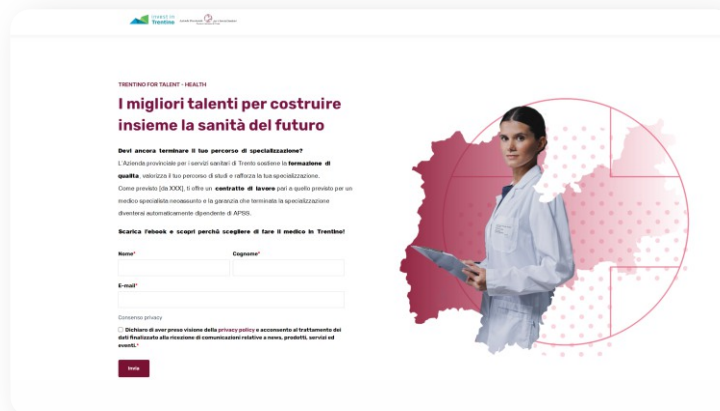 Trentino
TRENTINO FOR TALENT - HEALTH
I migliori talenti per costruire
insieme la sanità del futuro
Devi ancora terminare il tuo percorso di specializzazione?
L'Azienda provinciale per i servizi sanitari di Trento sostiene la formazione di
qualità, valorizza il tuo percorso di studi e rafforza la tua specializzazione.
Come previsto [da XXX], ti offre un contratto di lavoro pari a quello previsto per un
medico specialista neoassunto e la garanzia che terminata la specializzazione
diventerai automaticamente dipendente di APSS.
Scarica l'ebook e scopri perchè scegliere di fare il medico in Trentino!
Nome* Cognome*
E-mail*
Consenso privacy
Dichiaro di aver preso visione della privacy policy e acconsento al trattamento dei
dati finalizzato alla ricezione di comunicazioni relative a news, prodotti, servizi ed
eventi.*
Invia